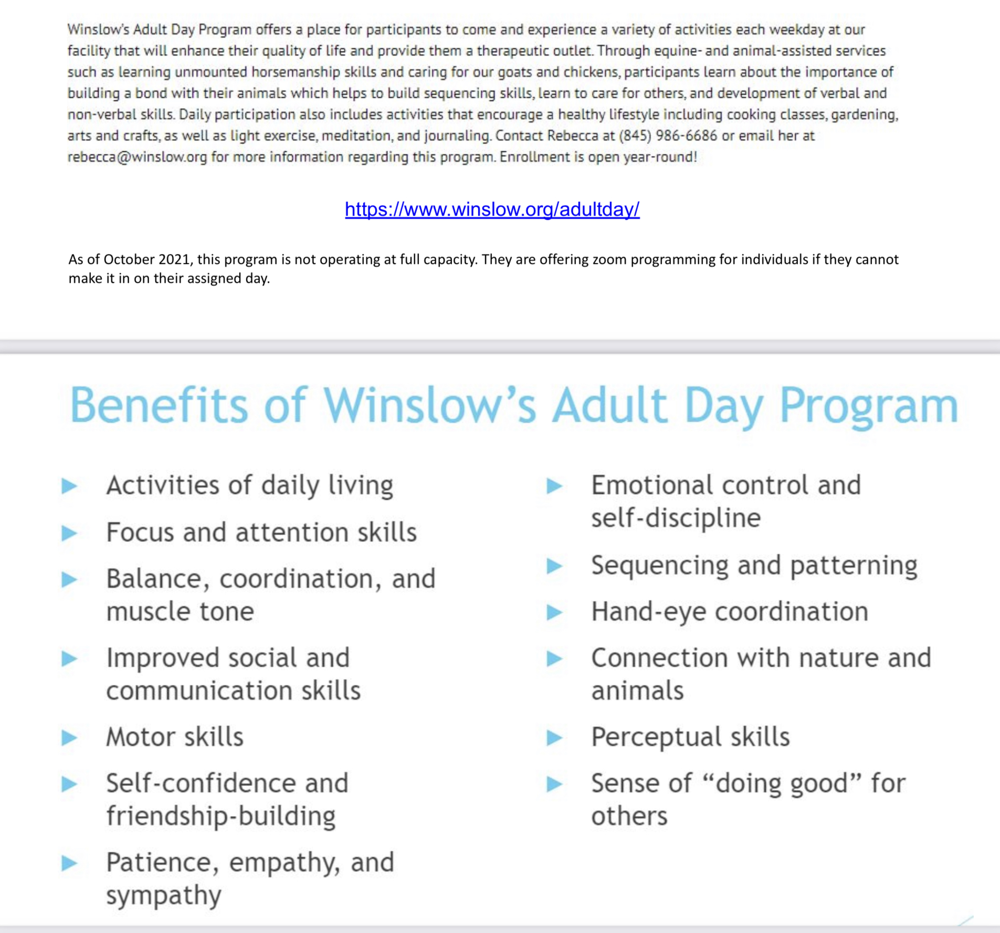 Winslow's Adult Day Program offers a place for participants to come and experience a variety of activities each weekday at our
facility that will enhance their quality of life and provide them a therapeutic outlet. Through equine- and animal-assisted services
such as learning unmounted horsemanship skills and caring for our goats and chickens, participants learn about the importance of
building a bond with their animals which helps to build sequencing skills, learn to care for others, and development of verbal and
non-verbal skills. Daily participation also includes activities that encourage a healthy lifestyle including cooking classes, gardening,
arts and crafts, as well as light exercise, meditation, and journaling. Contact Rebecca at (845) 986-6686 or email her at
rebecca@winslow.org for more information regarding this program. Enrollment is open year-round!
https://www.winslow.org/adultday/
As of October 2021, this program is not operating at full capacity. They are offering zoom programming for individuals if they cannot
make it in on their assigned day.
Benefits of Winslow’s Adult Day Program
Activities of daily living
Focus and attention skills
Balance, coordination, and
muscle tone
Improved social and
communication skills
Motor skills
Self-confidence and
friendship-building
Patience, empathy, and
sympathy
Emotional control and
self-discipline
Sequencing and patterning
Hand-eye coordination
Connection with nature and
animals
Perceptual skills
Sense of “doing good” for
others